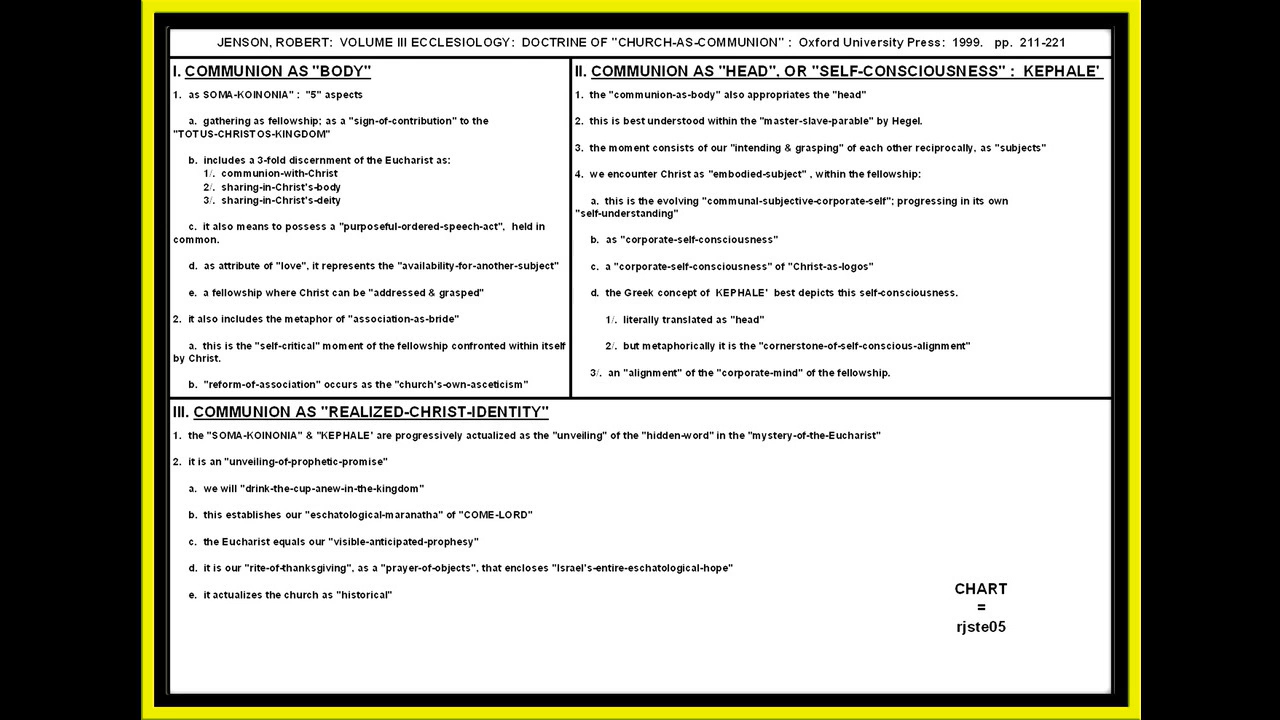 JENSON, ROBERT: VOLUME III ECCLESIOLOGY: DOCTRINE OF "CHURCH-AS-COMMUNION" : Oxford University Press: 1999. pp. 211-221
I. COMMUNION AS "BODY"
1. as SOMA-KOINONIA" : "5" aspects
a. gathering as fellowship; as a "sign-of-contribution" to the
"TOTUS-CHRISTOS-KINGDOM"
b. includes a 3-fold discernment of the Eucharist as:
1/. communion-with-Christ
2/. sharing-in-Christ's-body
3/. sharing-in-Christ's-deity
c. it also means to possess a "purposeful-ordered-speech-act", held in
common.
d. as attribute of "love", it represents the "availability-for-another-subject"
e. a fellowship where Christ can be "addressed & grasped"
2. it also includes the metaphor of "association-as-bride"
a. this is the "self-critical" moment of the fellowship confronted within itself
by Christ.
b. "reform-of-association" occurs as the "church's-own-asceticism"
II. COMMUNION AS "HEAD", OR "SELF-CONSCIOUSNESS" : KEPHALE'
1. the "communion-as-body" also appropriates the "head"
2. this is best understood within the "master-slave-parable" by Hegel.
3. the moment consists of our "intending & grasping" of each other reciprocally, as "subjects"
4. we encounter Christ as "embodied-subject" , within the fellowship:
a. this is the evolving "communal-subjective-corporate-self"; progressing in its own
"self-understanding"
b. as "corporate-self-consciousness"
c. a "corporate-self-consciousness" of "Christ-as-logos"
d. the Greek concept of KEPHALE' best depicts this self-consciousness.
1/. literally translated as "head"
2/. but metaphorically it is the "cornerstone-of-self-conscious-alignment"
3/. an "alignment" of the "corporate-mind" of the fellowship.
III. COMMUNION AS "REALIZED-CHRIST-IDENTITY"
1. the "SOMA-KOINONIA" & "KEPHALE' are progressively actualized as the "unveiling" of the "hidden-word" in the "mystery-of-the-Eucharist"
2. it is an "unveiling-of-prophetic-promise"
a. we will "drink-the-cup-anew-in-the-kingdom"
b. this establishes our "eschatological-maranatha" of "COME-LORD"
c. the Eucharist equals our "visible-anticipated-prophesy"
d. it is our "rite-of-thanksgiving", as a "prayer-of-objects", that encloses "Israel's-entire-eschatological-hope"
e. it actualizes the church as "historical"
CHART
=
rjste05